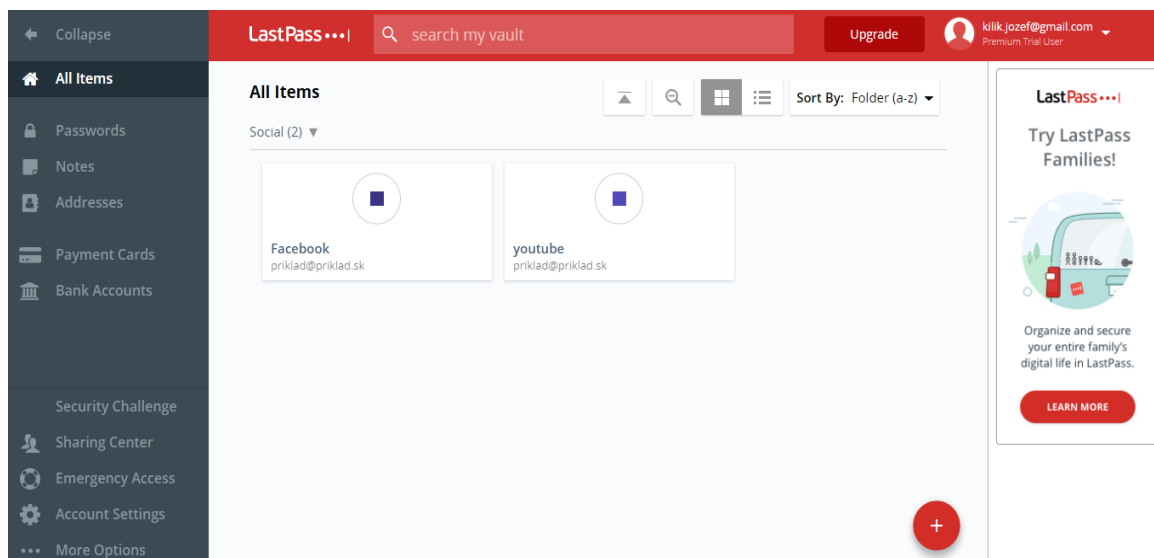 Collapse
All Items
Passwords
Notes
Addresses
Payment Cards
Bank Accounts
Security Challenge
Sharing Center
Emergency Access
Account Settings
More Options
LastPass
search my vault
Upgrade
kilik.jozef@gmail.com
Premium Trial User
All Items
Sort By: Folder (a-z)
Social (2)
Facebook
priklad@priklad.sk
youtube
priklad@priklad.sk
+
LastPass
Try LastPass
Families!
Organize and secure
your entire family's
digital life in LastPass.
LEARN MORE